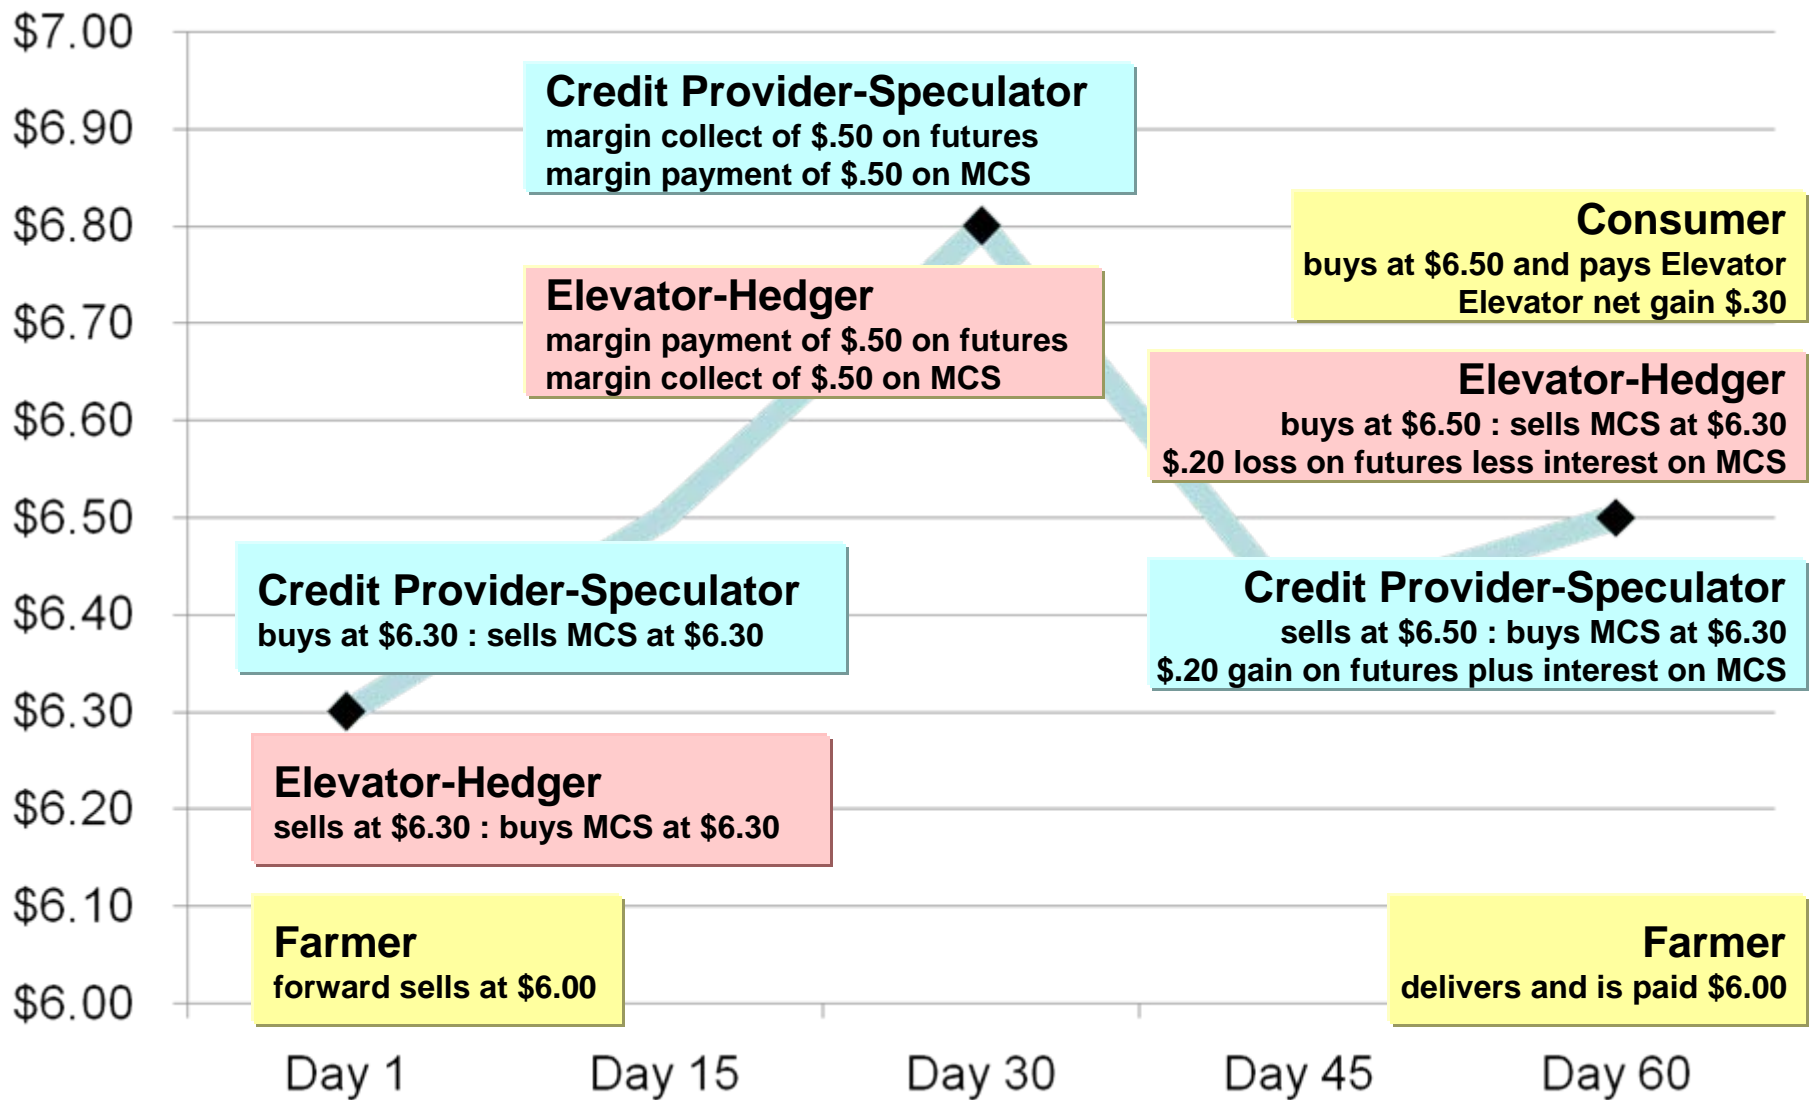 $7.00
$6.90
$6.80
$6.70
$6.60
$6.50
$6.40
$6.30
$6.20
$6.10
$6.00
Credit Provider-Speculator
margin collect of $.50 on futures
margin payment of $.50 on MCS
Consumer
buys at $6.50 and pays Elevator
Elevator net gain $.30
Elevator-Hedger
margin payment of $.50 on futures
margin collect of $.50 on MCS
Elevator-Hedger
buys at $6.50 : sells MCS at $6.30
$.20 loss on futures less interest on MCS
Credit Provider-Speculator
buys at $6.30 : sells MCS at $6.30
Credit Provider-Speculator
sells at $6.50 : buys MCS at $6.30
$.20 gain on futures plus interest on MCS
Elevator-Hedger
sells at $6.30 : buys MCS at $6.30
Farmer
forward sells at $6.00
Farmer
delivers and is paid $6.00
Day 1
Day 15
Day 30
Day 45
Day 60